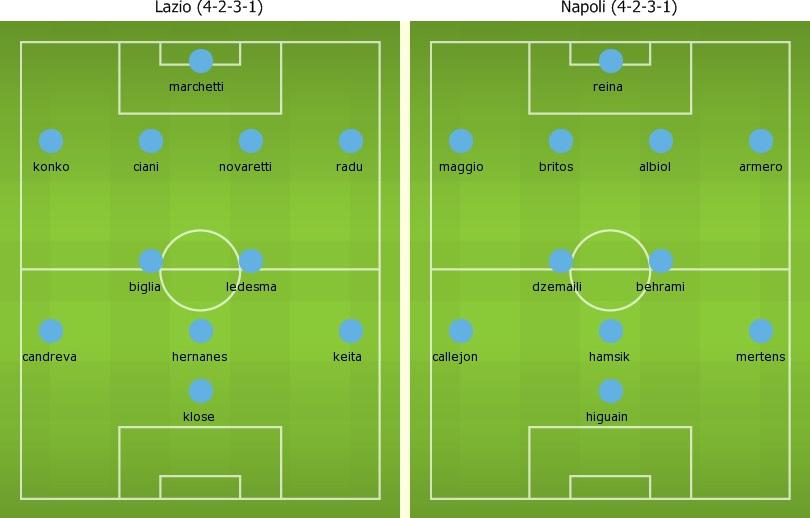 Lazio (4-2-3-1)
marchetti
konko ciani novaretti radu
biglia ledesma
candreva hernanes keita
klose
Napoli (4-2-3-1)
reina
maggio britos albiol armero
dzemaili behrami
callejon hamsik mertens
higuain